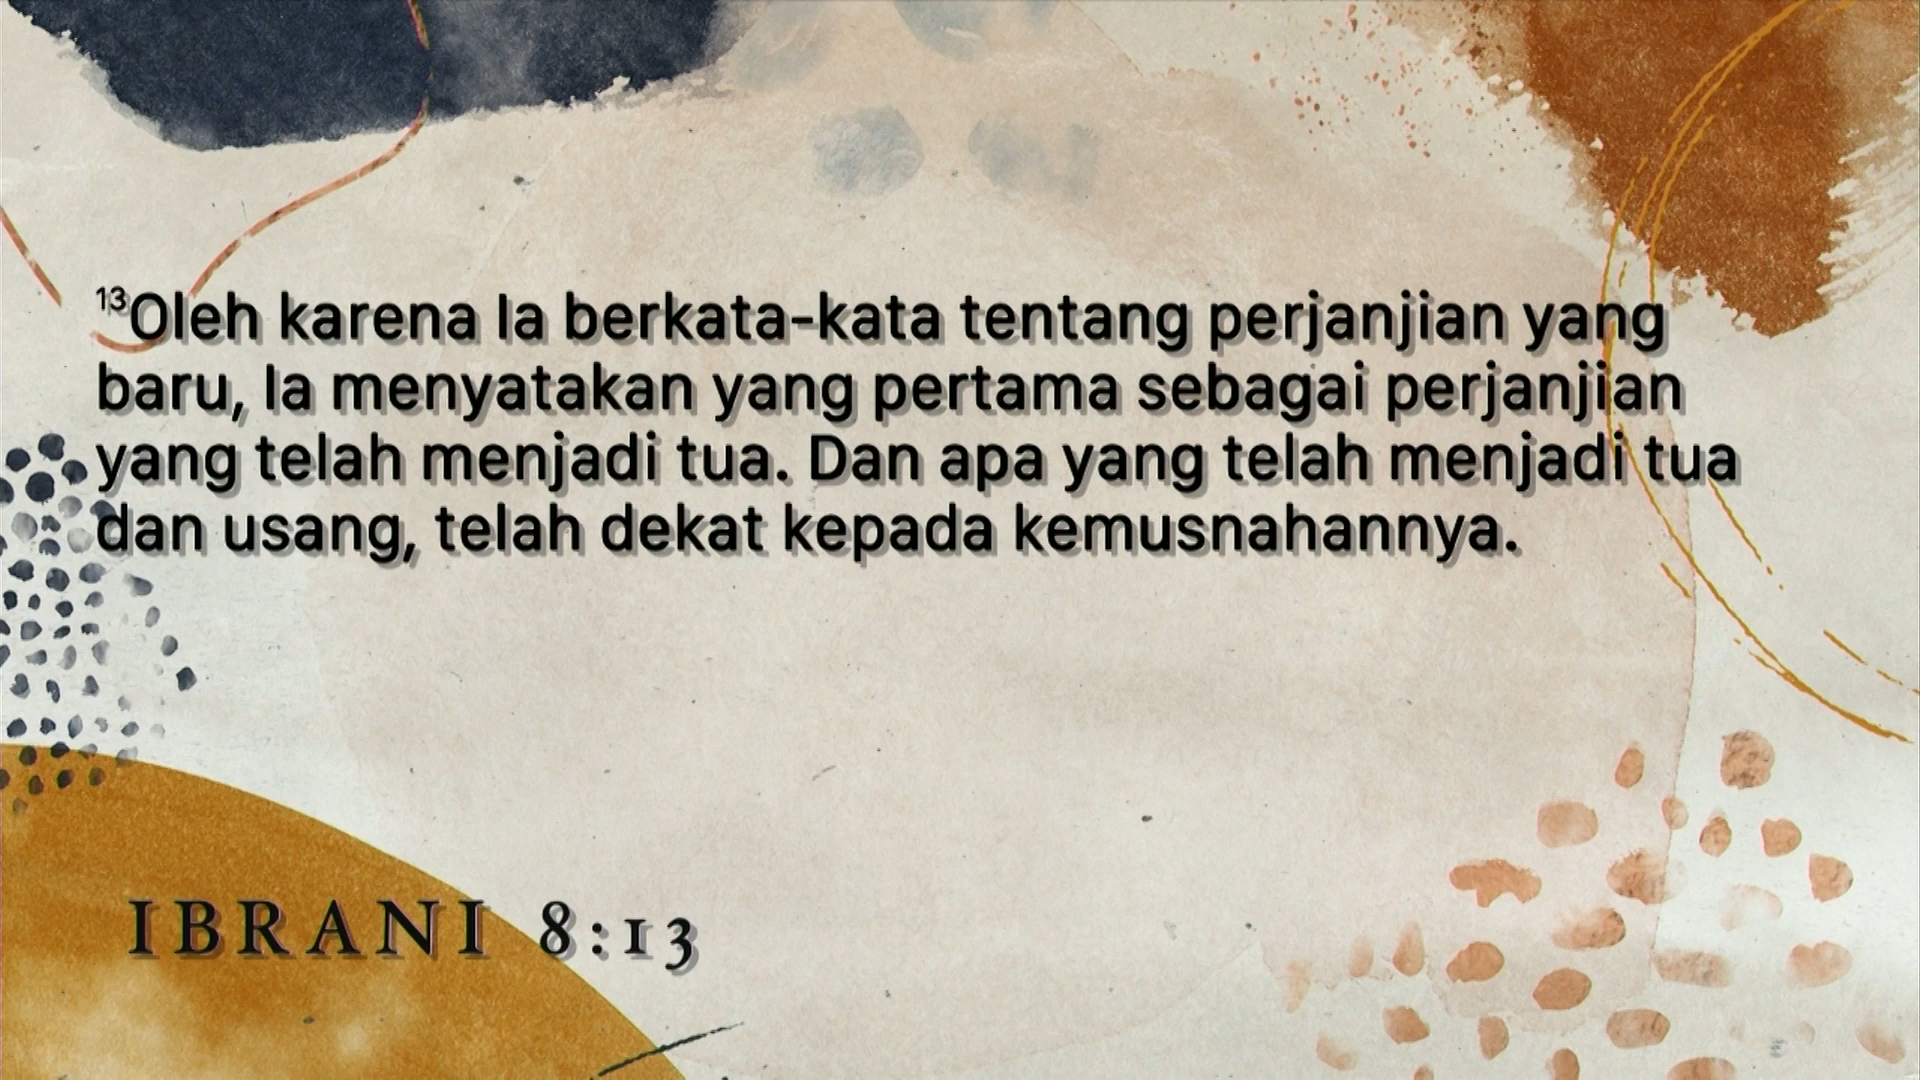 13Oleh karena Ia berkata-kata tentang perjanjian yang
baru, Ia menyatakan yang pertama sebagai perjanjian
yang telah menjadi tua. Dan apa yang telah menjadi tua
dan usang, telah dekat kepada kemusnahannya.
IBRANI 8:13